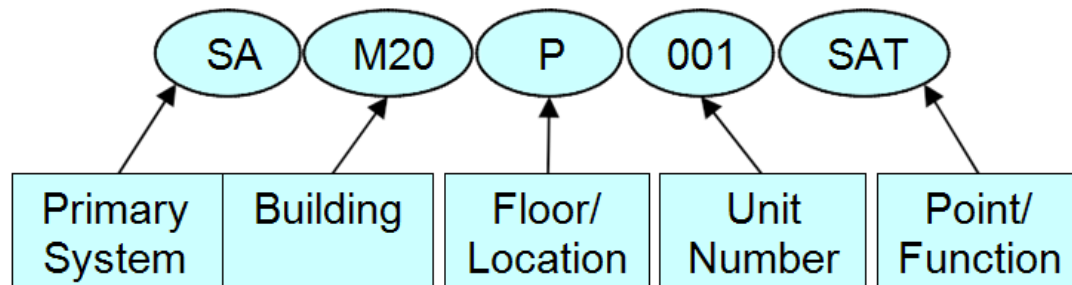 SA M20 P 001 SAT
Primary System
Building
Floor/ Location
Unit Number
Point/ Function